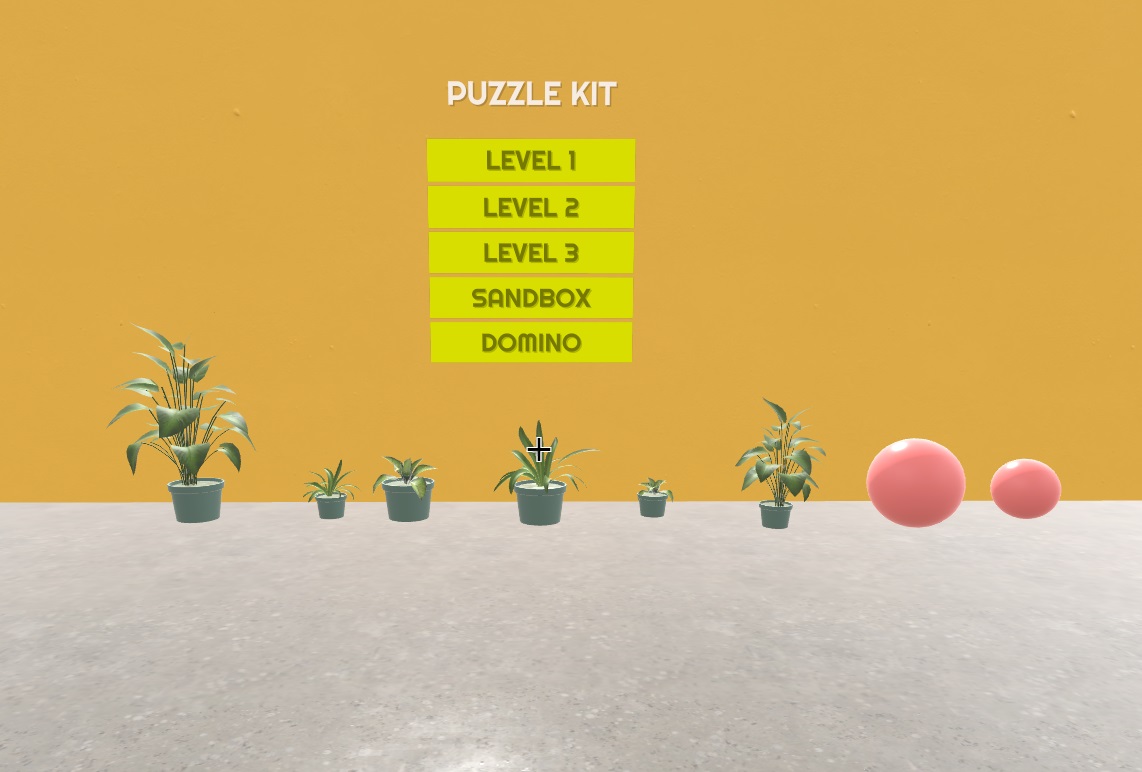 PUZZLE KIT
LEVEL 1
LEVEL 2
LEVEL 3
SANDBOX
DOMINO